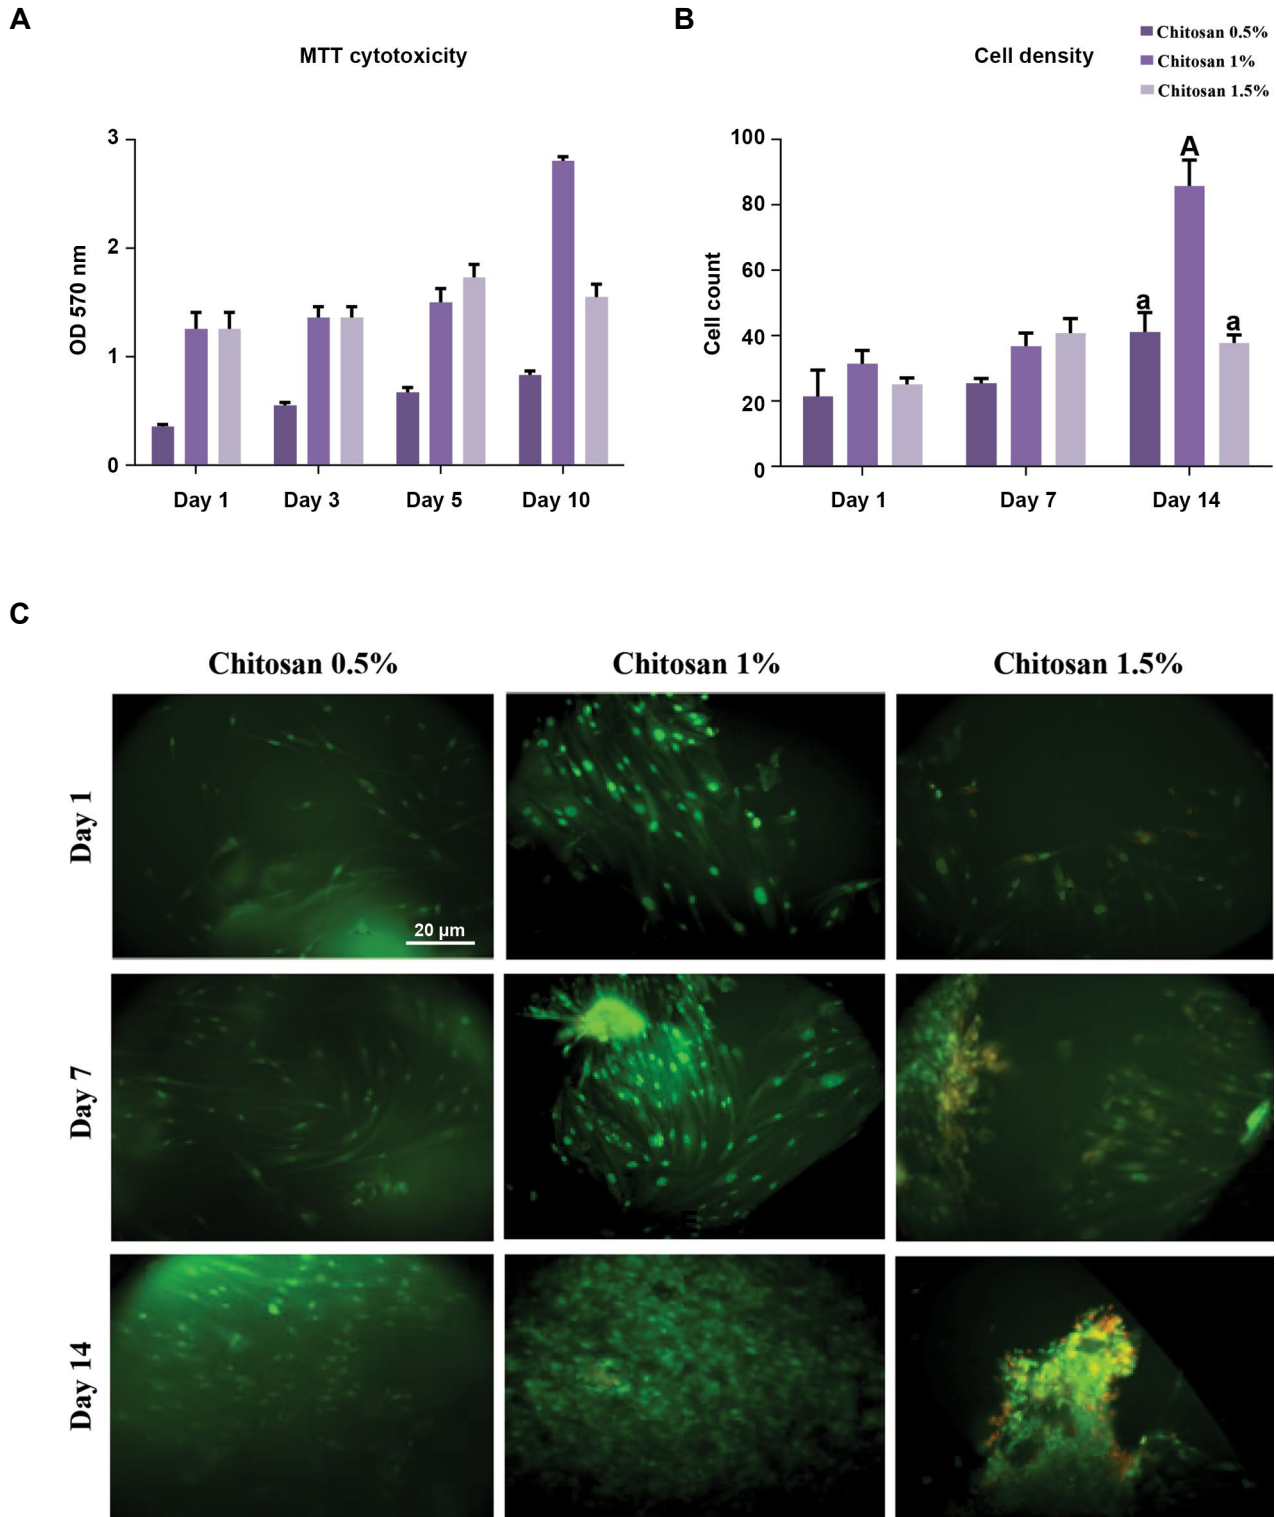 A
MTT cytotoxicity
3
2
1
0
OD 570 nm
Day 1 Day 3 Day 5 Day 10
B
Cell density
Chitosan 0.5%
Chitosan 1%
Chitosan 1.5%
100
80
60
40
20
0
Cell count
a
A
a
Day 1 Day 7 Day 14
C
Chitosan 0.5% Chitosan 1% Chitosan 1.5%
Day 1
20 µm
Day 7
E
Day 14